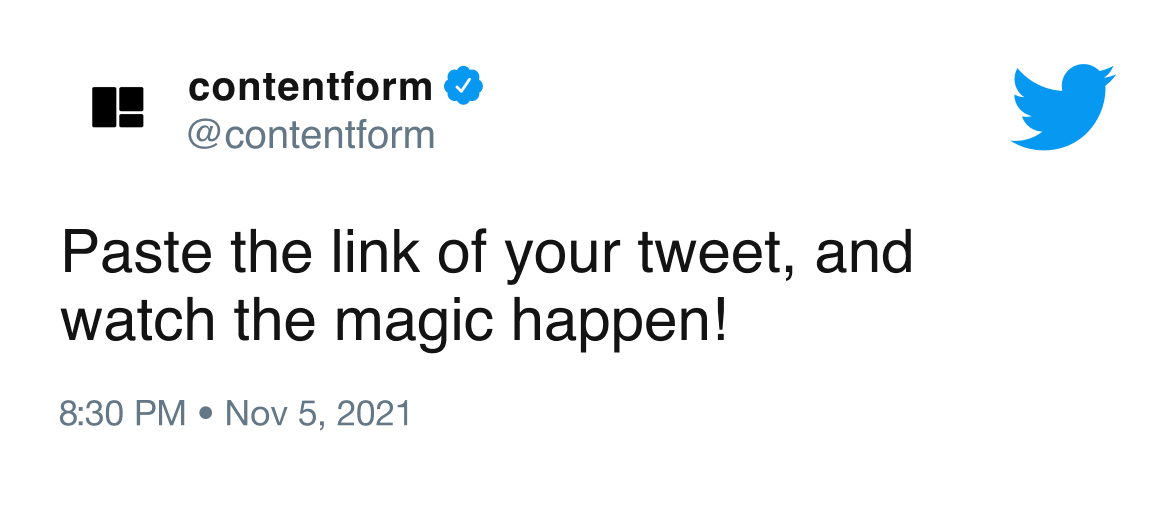 contentform
@contentform
Paste the link of your tweet, and
watch the magic happen!
8:30 PM • Nov 5, 2021